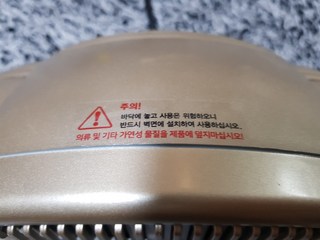 주의!
바닥에 놓고 사용은 위험하오니
반드시 벽면에 설치하여 사용하십시오.
의류 및 기타 가연성 물질을 제품에 덮지마십시오!